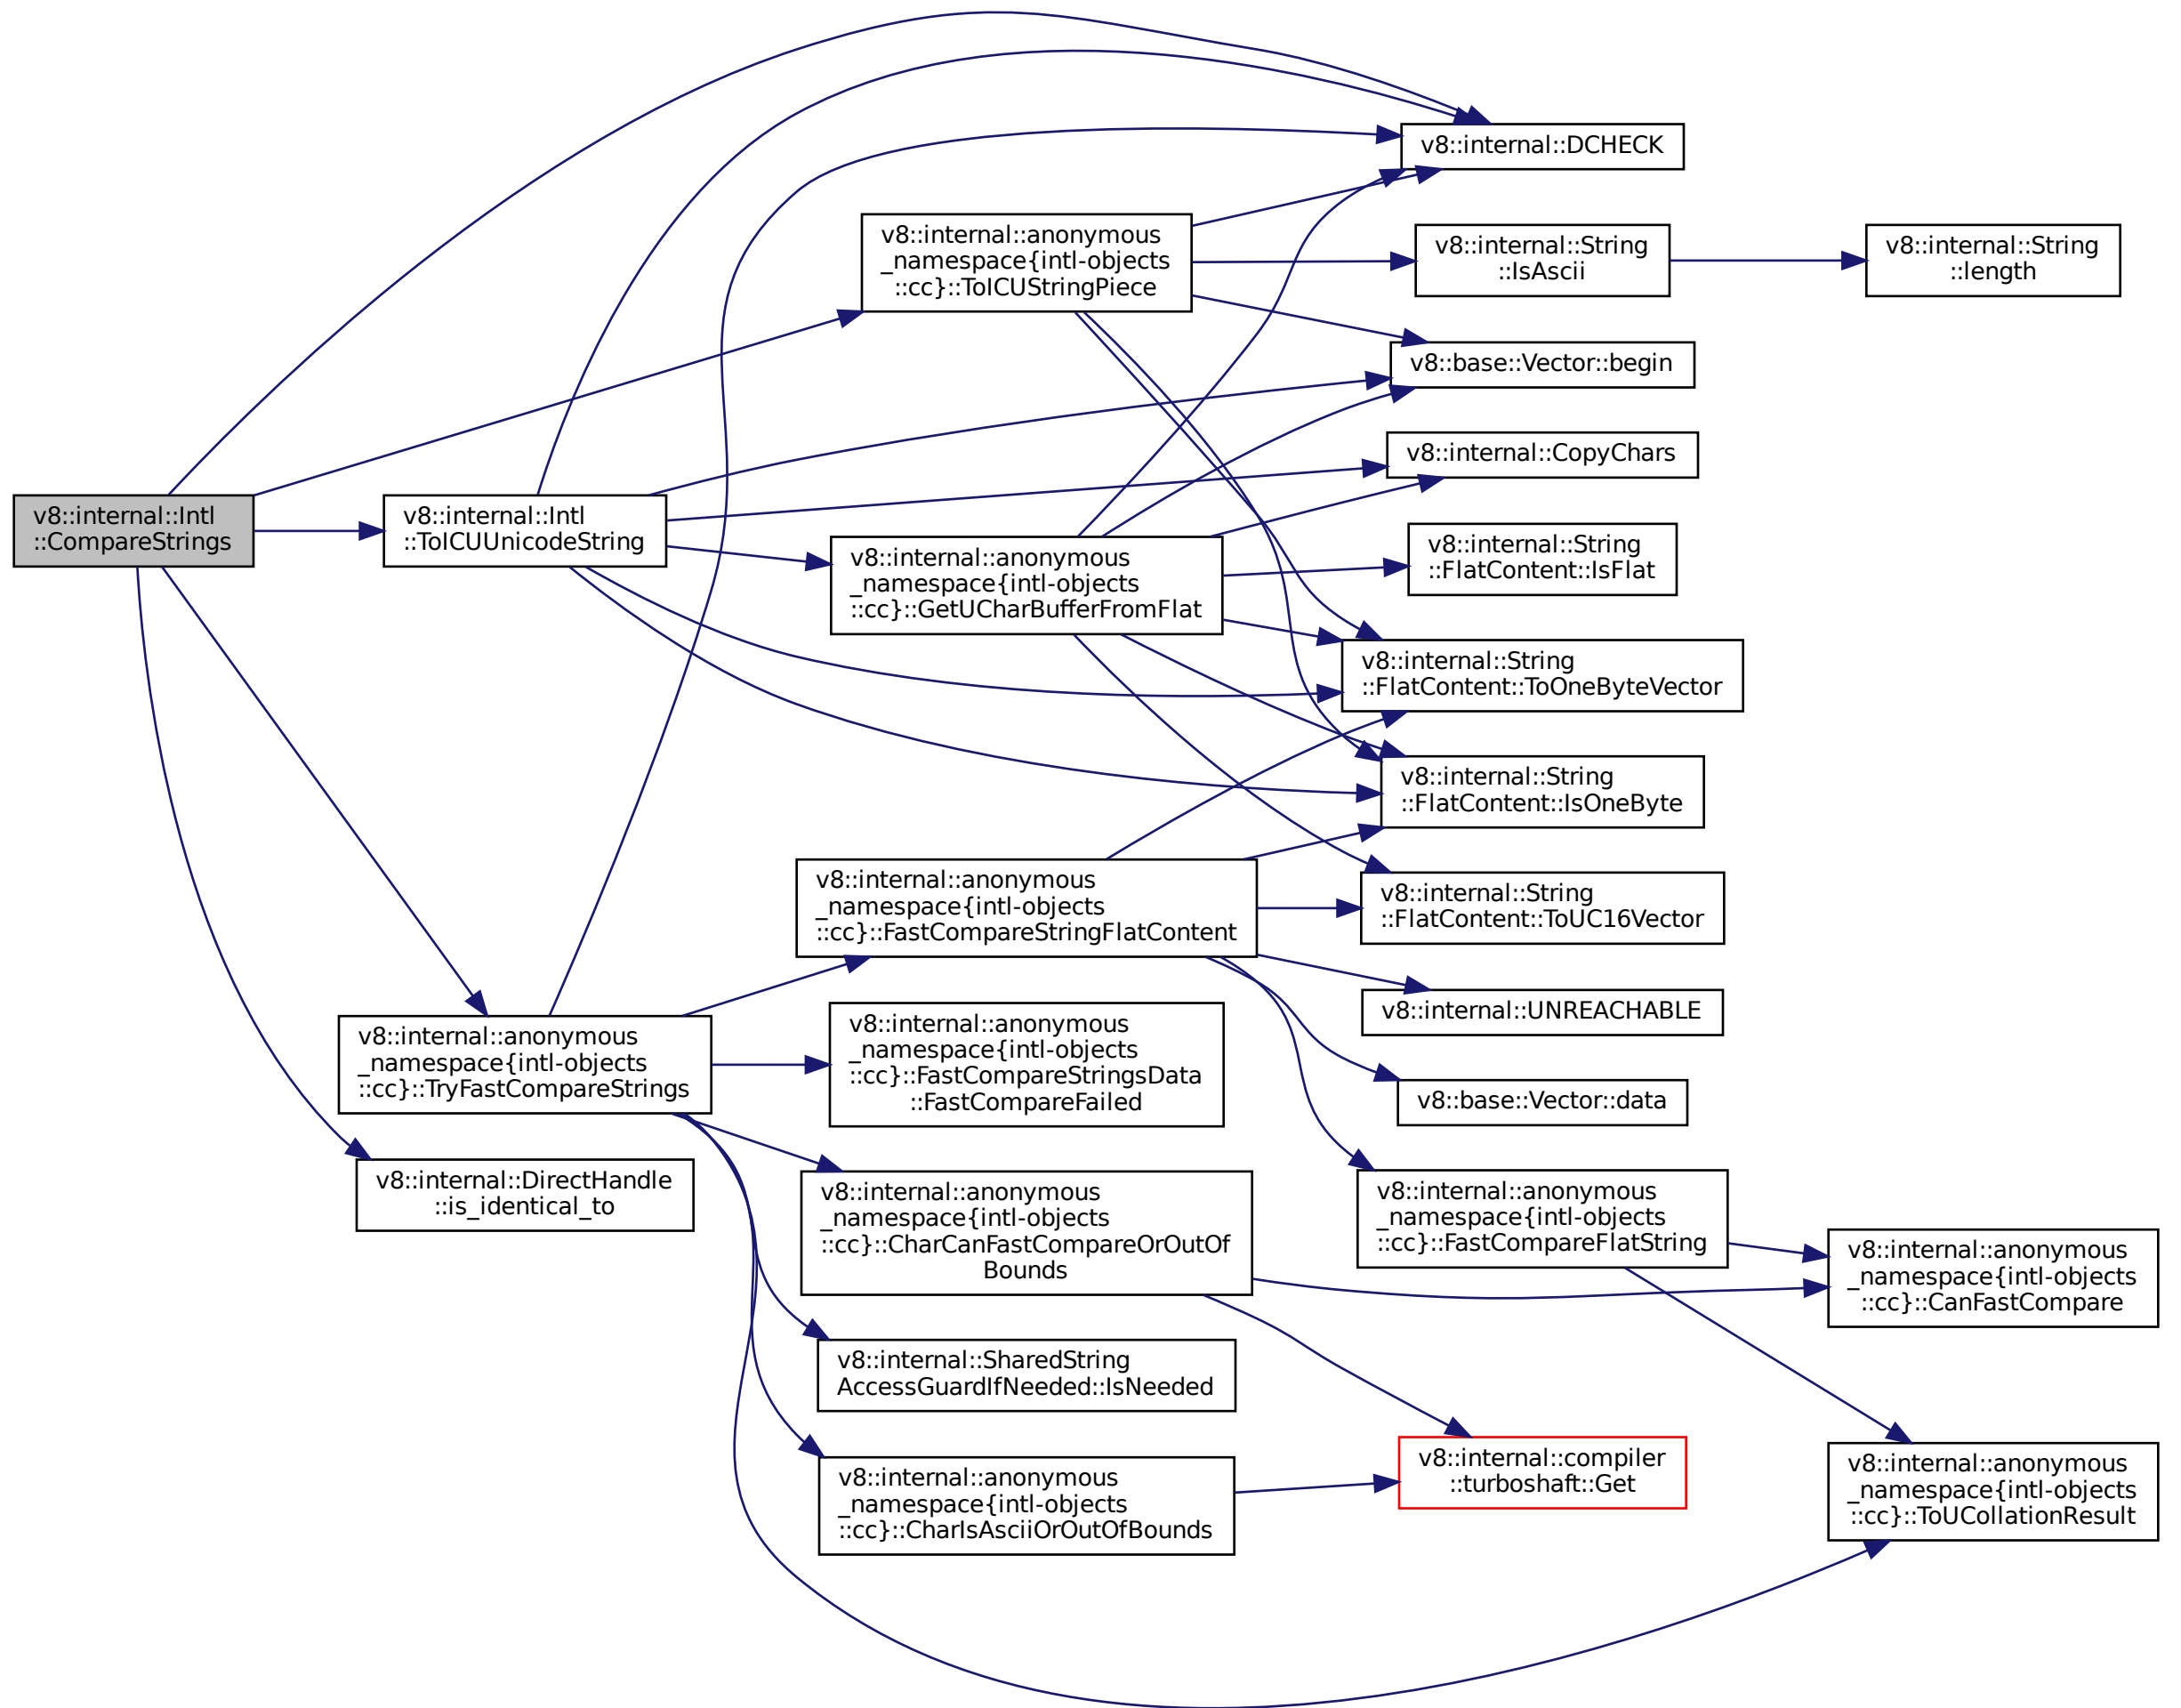 v8::internal::Intl
::CompareStrings
v8::internal::DCHECK
v8::internal::anonymous
_namespace{intl-objects
::cc}::ToICUStringPiece
v8::internal::String
::IsAscii
v8::internal::String
::length
v8::base::Vector::begin
v8::internal::CopyChars
v8::internal::Intl
::ToICUUnicodeString
v8::internal::anonymous
_namespace{intl-objects
::cc}::GetUCharBufferFromFlat
v8::internal::String
::FlatContent::IsFlat
v8::internal::String
::FlatContent::ToOneByteVector
v8::internal::String
::FlatContent::IsOneByte
v8::internal::anonymous
_namespace{intl-objects
::cc}::FastCompareStringFlatContent
v8::internal::String
::FlatContent::ToUC16Vector
v8::internal::UNREACHABLE
v8::internal::anonymous
_namespace{intl-objects
::cc}::TryFastCompareStrings
v8::internal::anonymous
_namespace{intl-objects
::cc}::FastCompareStringsData
::FastCompareFailed
v8::base::Vector::data
v8::internal::DirectHandle
::is_identical_to
v8::internal::anonymous
_namespace{intl-objects
::cc}::CharCanFastCompareOrOutOf
Bounds
v8::internal::anonymous
_namespace{intl-objects
::cc}::FastCompareFlatString
v8::internal::anonymous
_namespace{intl-objects
::cc}::CanFastCompare
v8::internal::SharedString
AccessGuardIfNeeded::IsNeeded
v8::internal::anonymous
_namespace{intl-objects
::cc}::CharIsAsciiOrOutOfBounds
v8::internal::compiler
::turboshaft::Get
v8::internal::anonymous
_namespace{intl-objects
::cc}::ToUCollationResult